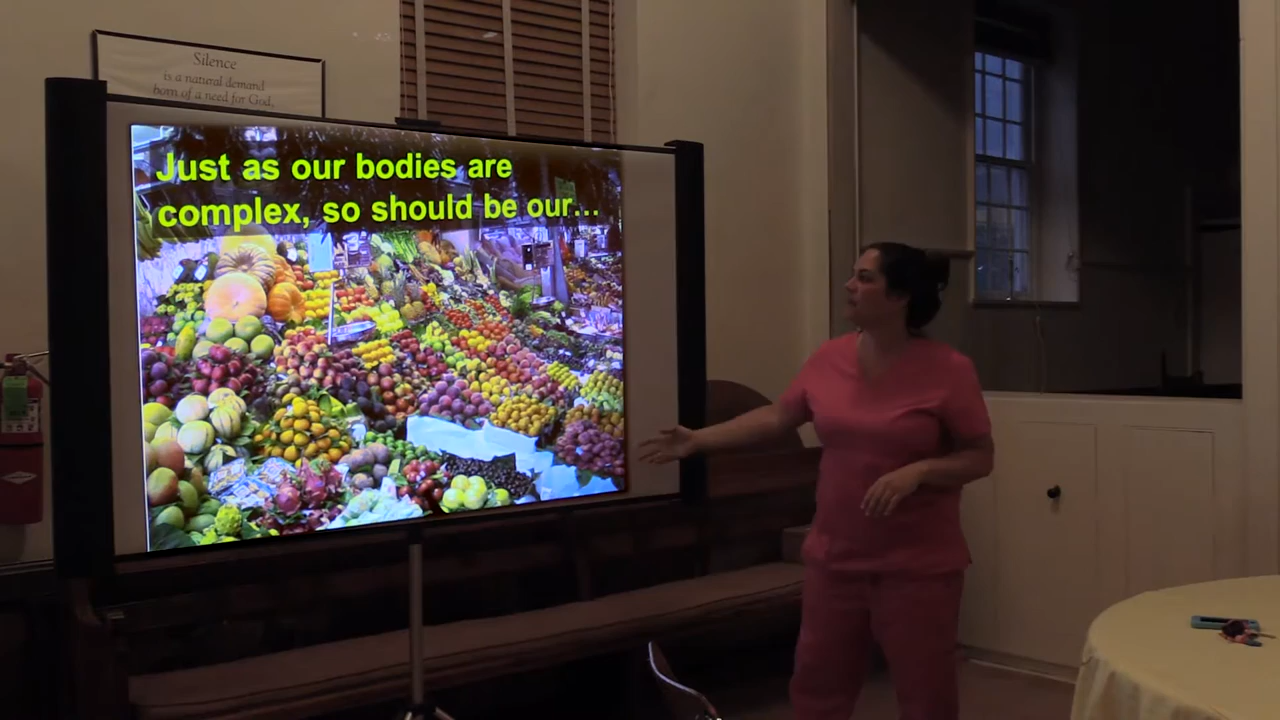 Silence
is a natural demand
born of a need for God,
Just as our bodies are
complex, so should be our...